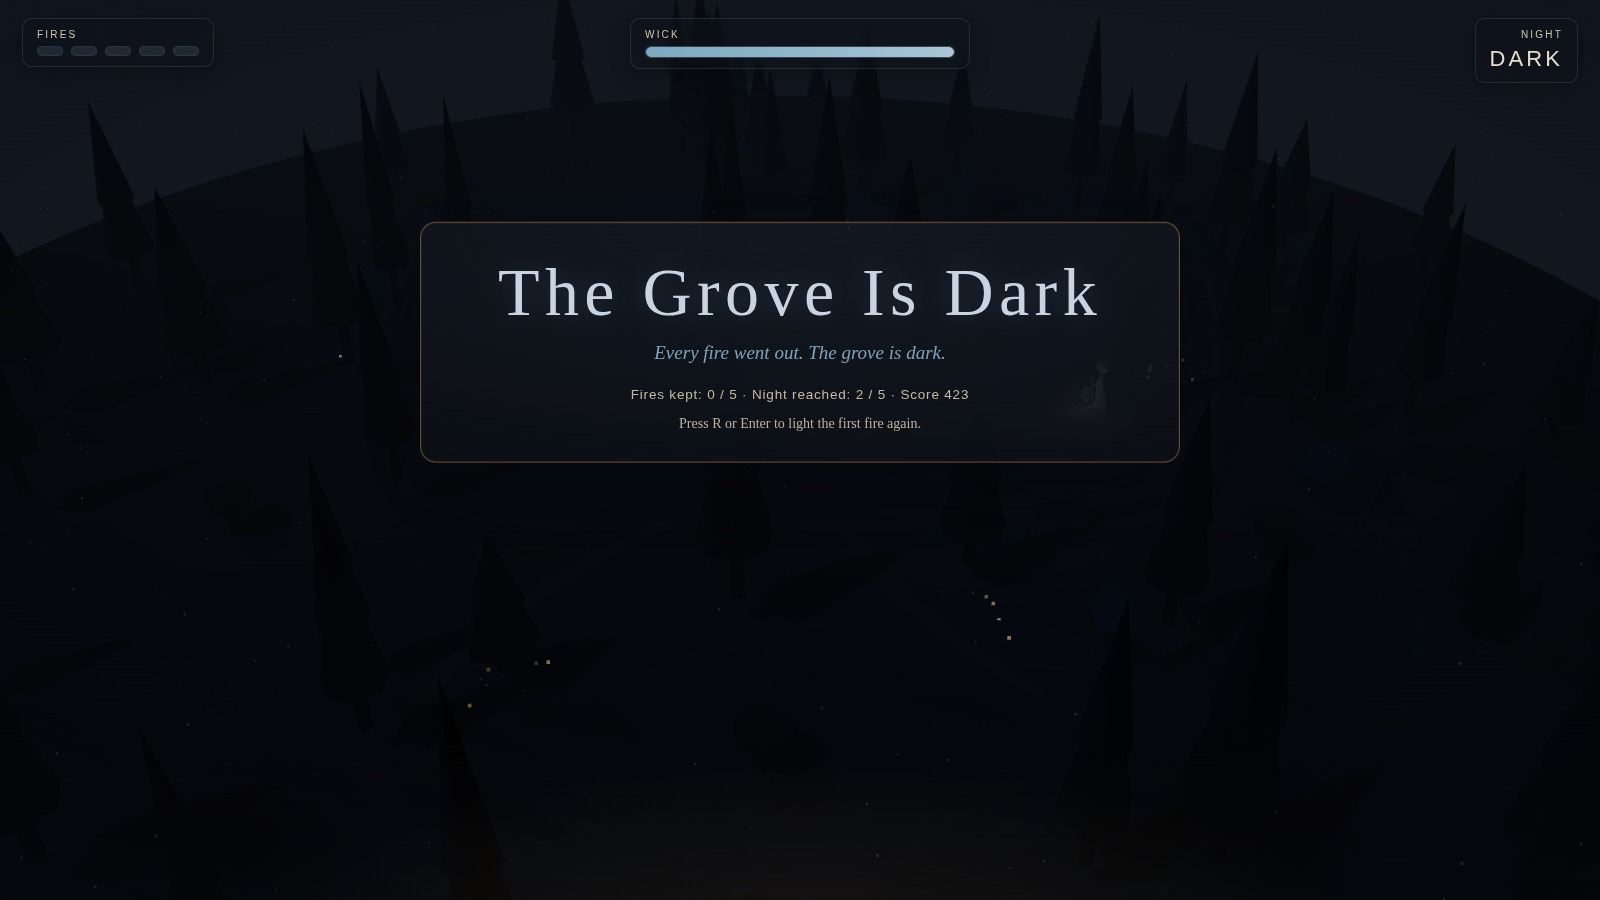 FIRES
WICK
NIGHT
DARK
The Grove Is Dark
Every fire went out. The grove is dark.
Fires kept: 0 / 5 · Night reached: 2 / 5 · Score 423
Press R or Enter to light the first fire again.